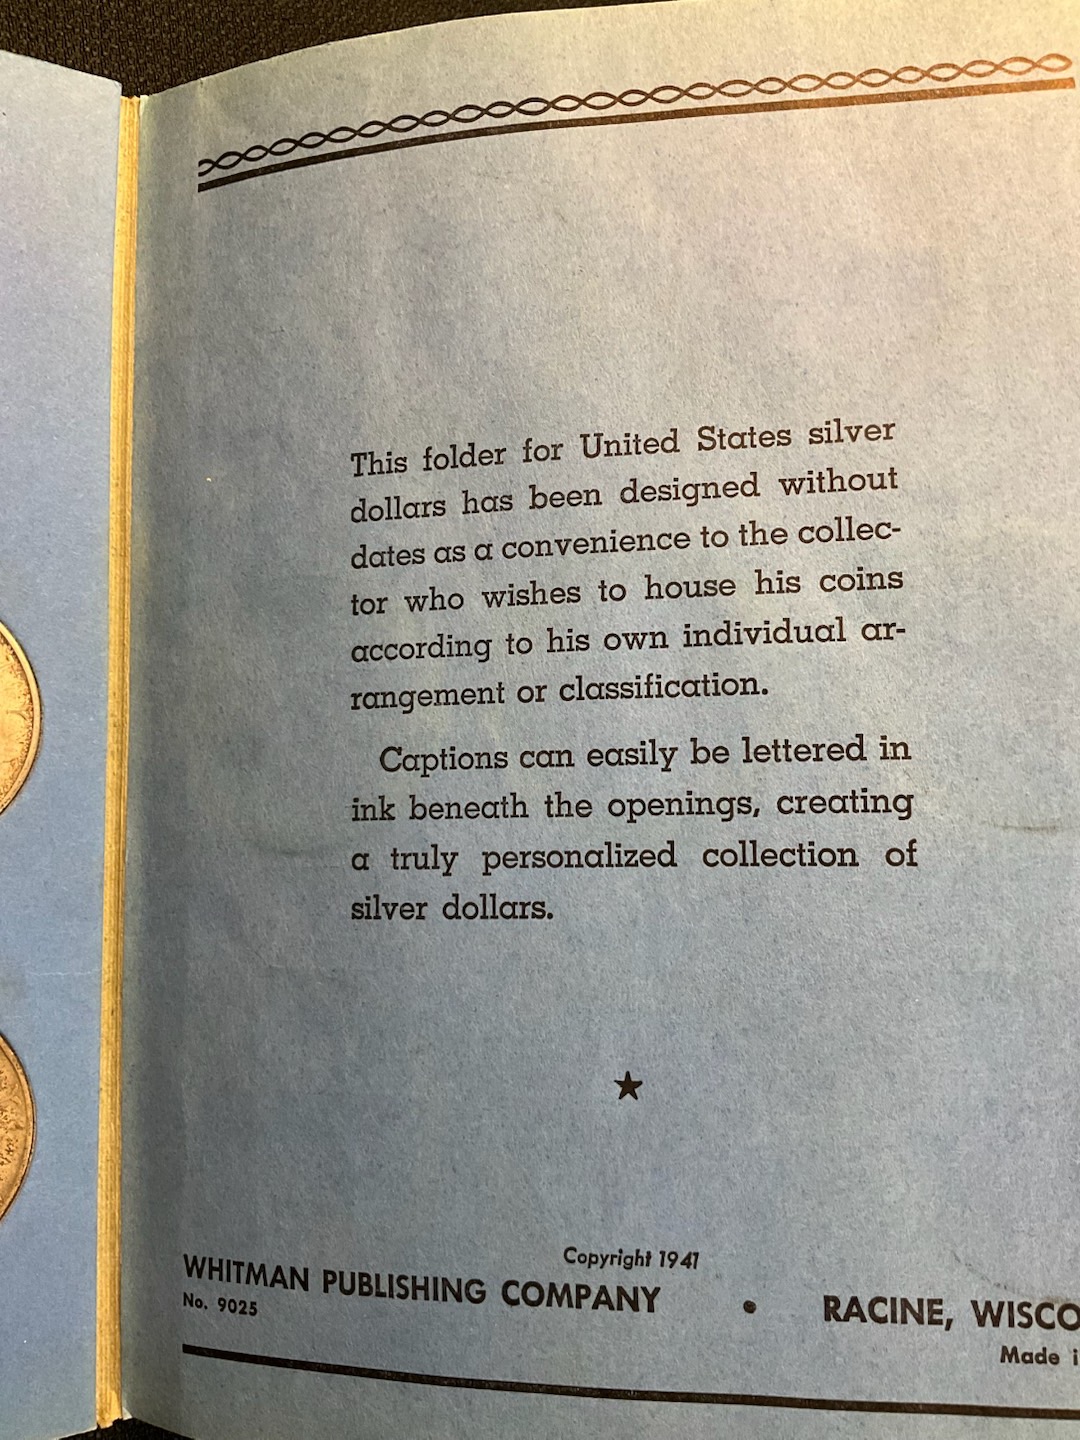 This folder for United States silver
dollars has been designed without
dates as a convenience to the collec-
tor who wishes to house his coins
according to his own individual ar-
rangement or classification.
Captions can easily be lettered in
ink beneath the openings, creating
a truly personalized collection of
silver dollars.
Copyright 1941
WHITMAN PUBLISHING COMPANY • RACINE, WISCO
No. 9025
Made i